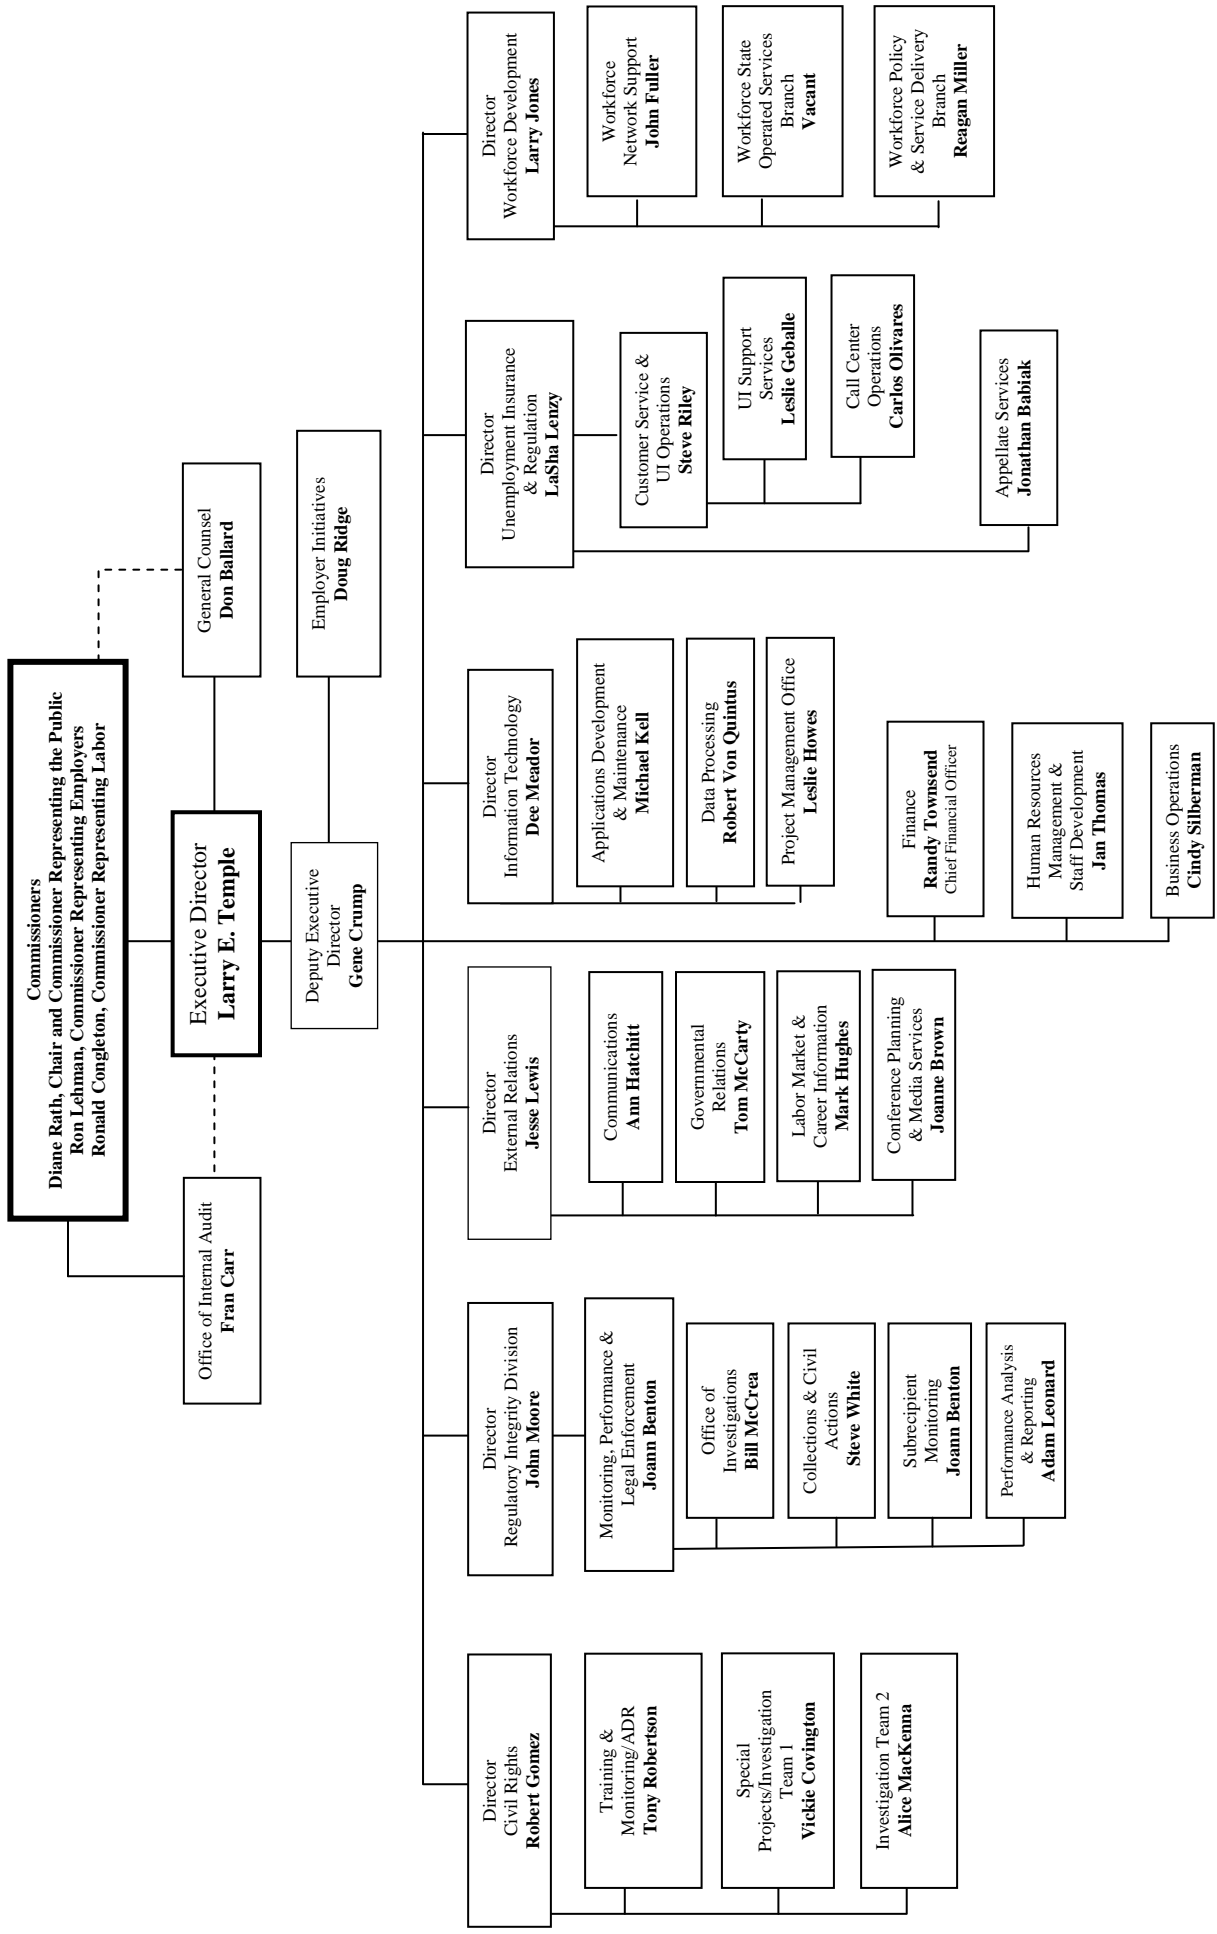 Commissioners
Diane Rath, Chair and Commissioner Representing the Public
Ron Lehman, Commissioner Representing Employers
Ronald Congleton, Commissioner Representing Labor
Office of Internal Audit
Fran Carr
Executive Director
Larry E. Temple
General Counsel
Don Ballard
Deputy Executive
Director
Gene Crump
Employer Initiatives
Doug Ridge
Director
Civil Rights
Robert Gomez
Training &
Monitoring/ADR
Tony Robertson
Special
Projects/Investigation
Team 1
Vickie Covington
Investigation Team 2
Alice MacKenna
Director
Regulatory Integrity Division
John Moore
Monitoring, Performance &
Legal Enforcement
Joann Benton
Office of
Investigations
Bill McCrea
Collections & Civil
Actions
Steve White
Subrecipient
Monitoring
Joann Benton
Performance Analysis
& Reporting
Adam Leonard
Director
External Relations
Jesse Lewis
Communications
Ann Hatchitt
Governmental
Relations
Tom McCarty
Labor Market &
Career Information
Mark Hughes
Conference Planning
& Media Services
Joanne Brown
Director
Information Technology
Dee Meador
Applications Development
& Maintenance
Michael Kell
Data Processing
Robert Von Quintus
Project Management Office
Leslie Howes
Finance
Randy Townsend
Chief Financial Officer
Human Resources
Management &
Staff Development
Jan Thomas
Business Operations
Cindy Silberman
Director
Unemployment Insurance
& Regulation
LaSha Lenzy
Customer Service &
UI Operations
Steve Riley
UI Support
Services
Leslie Geballe
Call Center
Operations
Carlos Olivares
Appellate Services
Jonathan Babiak
Director
Workforce Development
Larry Jones
Workforce
Network Support
John Fuller
Workforce State
Operated Services
Branch
Vacant
Workforce Policy
& Service Delivery
Branch
Reagan Miller